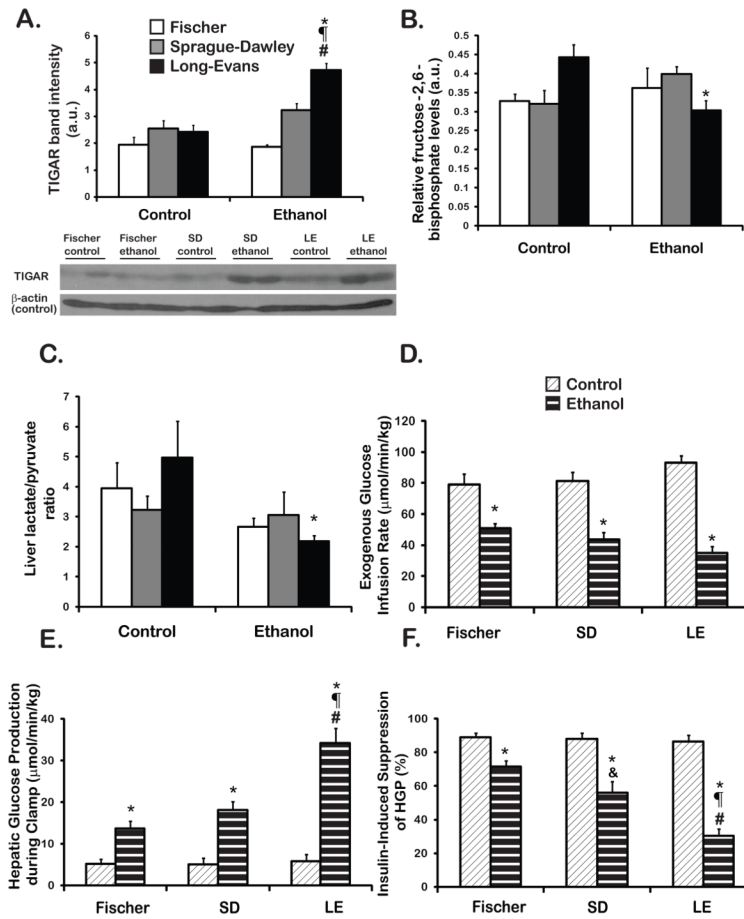 A.
Fischer
Sprague-Dawley
Long-Evans
*
¶
#
TIGAR band intensity
(a.u.)
6
5
4
3
2
1
0
Control
Ethanol
Fischer
control
Fischer
ethanol
SD
control
SD
ethanol
LE
control
LE
ethanol
TIGAR
β-actin
(control)
B.
Relative fructose-2,6-
bisphosphate levels (a.u.)
0.5
0.45
0.4
0.35
0.3
0.25
0.2
0.15
0.1
0.05
0
*
Control
Ethanol
C.
Liver lactate/pyruvate
ratio
7
6
5
4
3
2
1
0
*
Control
Ethanol
D.
Control
Ethanol
Exogenous Glucose
Infusion Rate (μmol/min/kg)
120
100
80
60
40
20
0
*
*
*
Fischer
SD
LE
E.
Hepatic Glucose Production
during Clamp (μmol/min/kg)
40
30
20
10
0
*
*
*
¶
#
Fischer
SD
LE
F.
Insulin-Induced Suppression
of HGP (%)
100
80
60
40
20
0
*
*
&
*
¶
#
Fischer
SD
LE